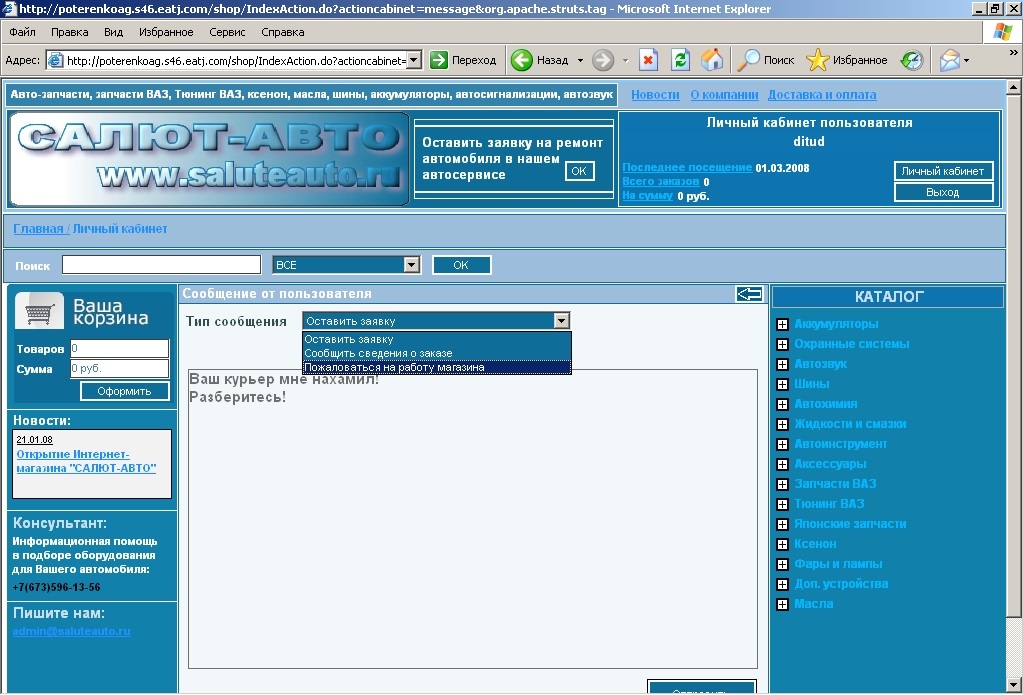 http://poterenkoag.s46.eatj.com/shop/IndexAction.do?actioncabinet=message&org.apache.struts.tag - Microsoft Internet Explorer
Файл Правка Вид Избранное Сервис Справка
Адрес: http://poterenkoag.s46.eatj.com/shop/IndexAction.do?actioncabinet= Переход Назад Поиск Избранное
Авто-запчасти, запчасти ВАЗ, Тюнинг ВАЗ, ксенон, масла, шины, аккумуляторы, автосигнализации, автозвук
Новости О компании Доставка и оплата
САЛЮТ-АВТО
www.saluteauto.ru
Оставить заявку на ремонт
автомобиля в нашем
автосервисе OK
Личный кабинет пользователя
ditud
Последнее посещение 01.03.2008
Всего заказов 0
На сумму 0 руб.
Личный кабинет
Выход
Главная / Личный кабинет
Поиск ВСЕ OK
Ваша
корзина
Товаров 0
Сумма 0 руб.
Оформить
Новости:
21.01.08
Открытие Интернет-
магазина "САЛЮТ-АВТО"
Консультант:
Информационная помощь
в подборе оборудования
для Вашего автомобиля:
+7(673)596-13-56
Пишите нам:
admin@saluteauto.ru
Сообщение от пользователя
Тип сообщения Оставить заявку
Оставить заявку
Сообщить сведения о заказе
Пожаловаться на работу магазина
Ваш курьер мне нахамил!
Разберитесь!
КАТАЛОГ
Аккумуляторы
Охранные системы
Автозвук
Шины
Автохимия
Жидкости и смазки
Автоинструмент
Аксессуары
Запчасти ВАЗ
Тюнинг ВАЗ
Японские запчасти
Ксенон
Фары и лампы
Доп. устройства
Масла